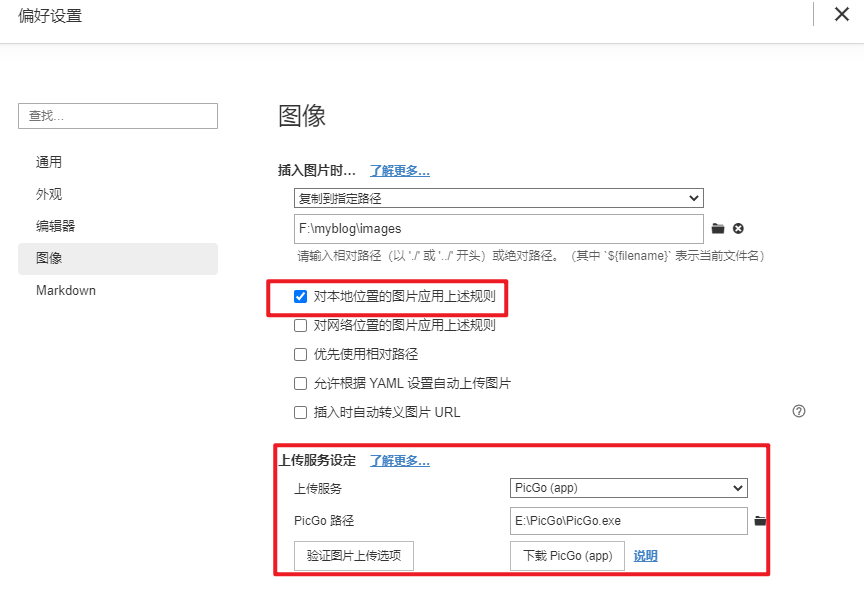 偏好设置
查找...
通用
外观
编辑器
图像
Markdown
图像
插入图片时... 了解更多...
复制到指定路径
F:\myblog\images
请输入相对路径（以 './' 或 '../' 开头）或绝对路径。（其中 `${filename}` 表示当前文件名）
对本地位置的图片应用上述规则
对网络位置的图片应用上述规则
优先使用相对路径
允许根据 YAML 设置自动上传图片
插入时自动转义图片 URL
上传服务设定 了解更多...
上传服务 PicGo (app)
PicGo 路径 E:\PicGo\PicGo.exe
验证图片上传选项 下载 PicGo (app) 说明